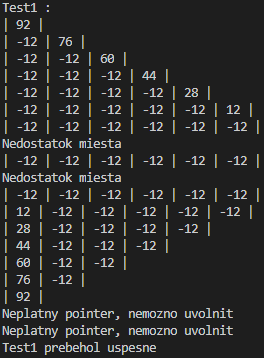 Test1 :
| 92 |
| -12 | 76 |
| -12 | -12 | 60 |
| -12 | -12 | -12 | 44 |
| -12 | -12 | -12 | -12 | 28 |
| -12 | -12 | -12 | -12 | -12 | 12 |
| -12 | -12 | -12 | -12 | -12 | -12 |
Nedostatok miesta
| -12 | -12 | -12 | -12 | -12 | -12 |
Nedostatok miesta
| -12 | -12 | -12 | -12 | -12 | -12 |
| 12 | -12 | -12 | -12 | -12 | -12 |
| 28 | -12 | -12 | -12 | -12 |
| 44 | -12 | -12 | -12 |
| 60 | -12 | -12 |
| 76 | -12 |
| 92 |
Neplatny pointer, nemozno uvolnit
Neplatny pointer, nemozno uvolnit
Test1 prebehol uspesne